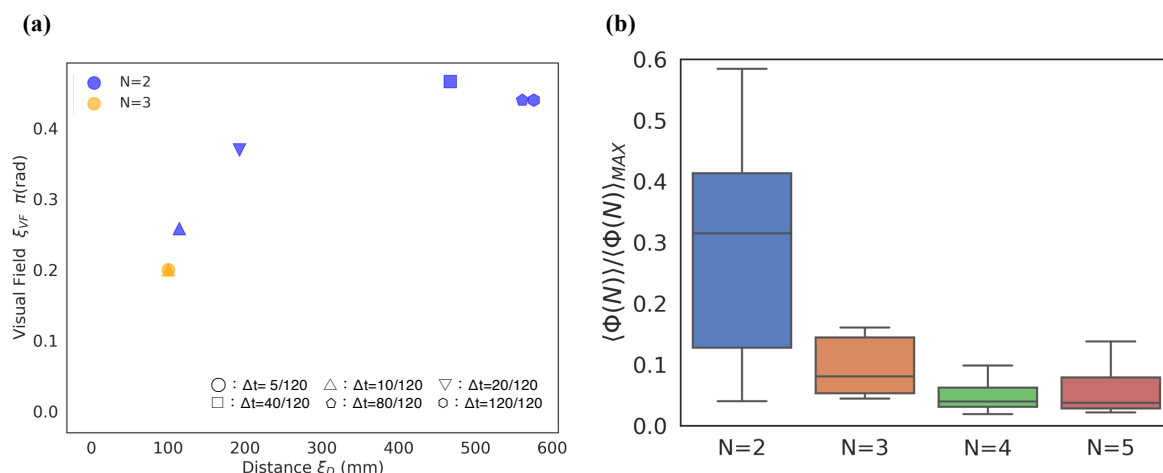 (a)
N=2
N=3
Visual Field ξ_VF π(rad)
0.4
0.3
0.2
0.1
0.0
○ : Δt= 5/120 △ : Δt=10/120 ▽ : Δt=20/120
□ : Δt=40/120 ⬠ : Δt=80/120 ⬡ : Δt=120/120
0 100 200 300 400 500 600
Distance ξ_D (mm)
(b)
⟨Φ(N)⟩/⟨Φ(N)⟩_MAX
0.6
0.5
0.4
0.3
0.2
0.1
0.0
N=2 N=3 N=4 N=5